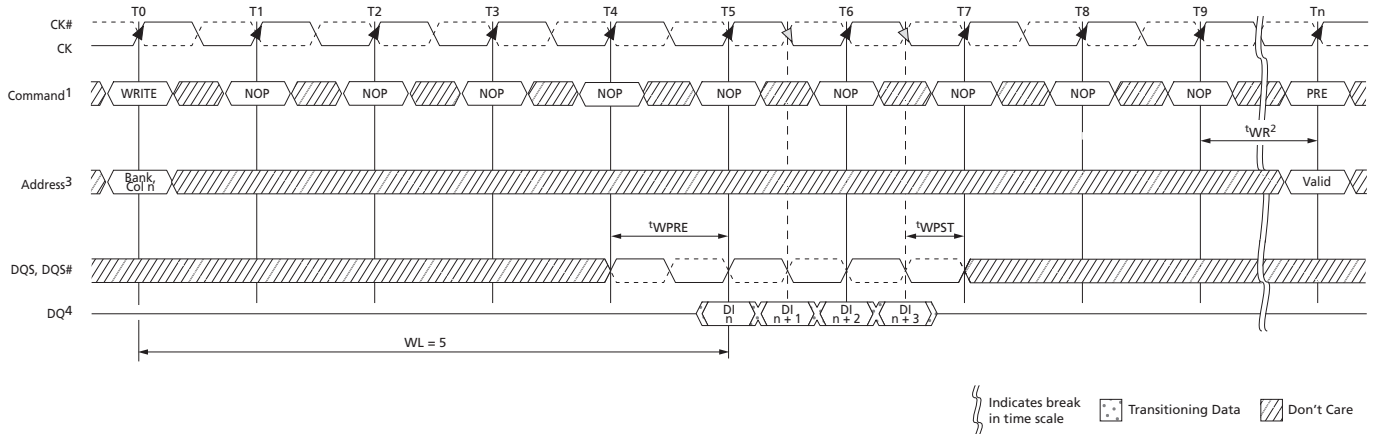 T0 T1 T2 T3 T4 T5 T6 T7 T8 T9 Tn
CK#
CK
Command1 WRITE NOP NOP NOP NOP NOP NOP NOP NOP NOP PRE
tWR2
Address3 Bank, Col n Valid
tWPRE tWPST
DQS, DQS#
DQ4 DI n DI n + 1 DI n + 2 DI n + 3
WL = 5
Indicates break
in time scale
Transitioning Data
Don't Care